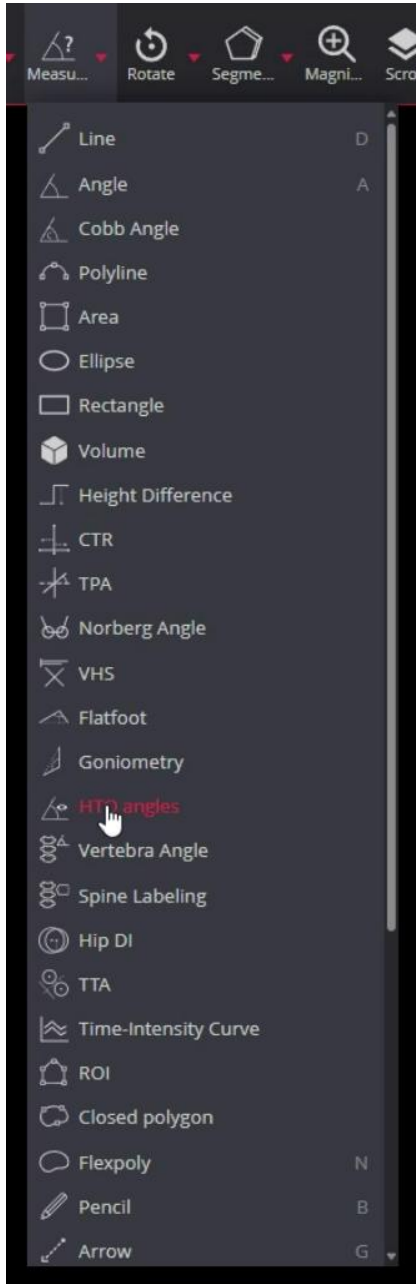 Measu...
Rotate
Segme...
Magni...
Scro
Line D
Angle A
Cobb Angle
Polyline
Area
Ellipse
Rectangle
Volume
Height Difference
CTR
TPA
Norberg Angle
VHS
Flatfoot
Goniometry
HTO angles
Vertebra Angle
Spine Labeling
Hip DI
TTA
Time-Intensity Curve
ROI
Closed polygon
Flexpoly N
Pencil B
Arrow G